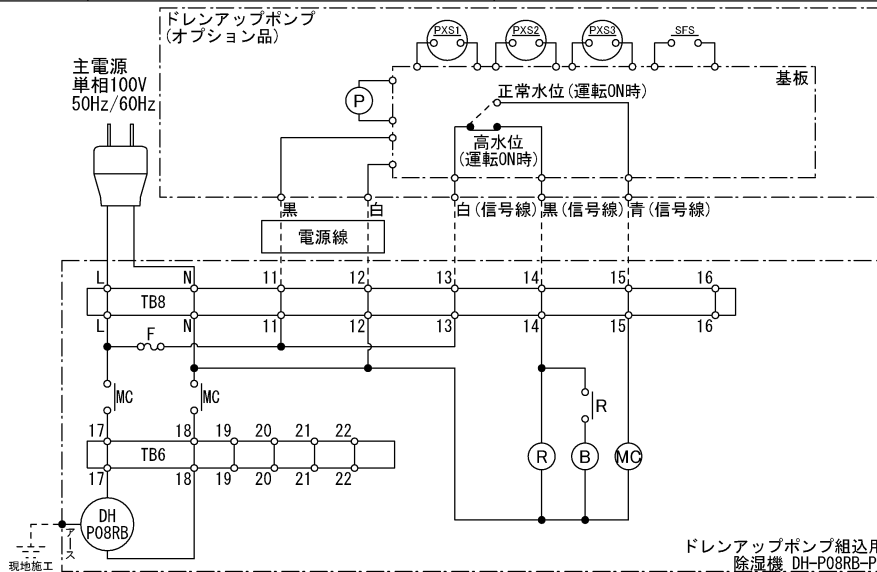 ドレンアップポンプ
(オプション品)
PXS1 PXS2 PXS3 SFS
基板
主電源
単相100V
50Hz/60Hz
P
正常水位(運転ON時)
高水位
(運転ON時)
黒 白 白(信号線) 黒(信号線) 青(信号線)
電源線
L N 11 12 13 14 15 16
TB8
L N 11 12 13 14 15 16
F
MC MC R
17 18 19 20 21 22
TB6
R B MC
17 18 19 20 21 22
DH
P08RB
アース
現地施工
ドレンアップポンプ組込用
除湿機 DH-P08RB-P